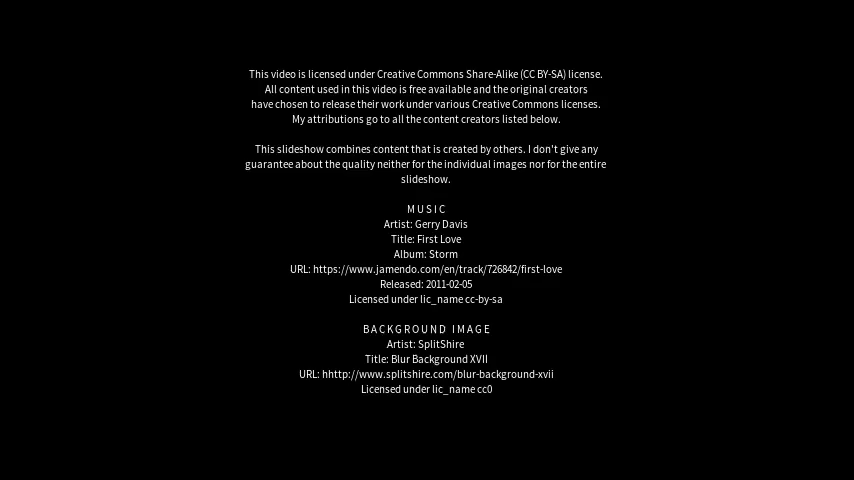 This video is licensed under Creative Commons Share-Alike (CC BY-SA) license.
All content used in this video is free available and the original creators
have chosen to release their work under various Creative Commons licenses.
My attributions go to all the content creators listed below.
This slideshow combines content that is created by others. I don't give any
guarantee about the quality neither for the individual images nor for the entire
slideshow.
MUSIC
Artist: Gerry Davis
Title: First Love
Album: Storm
URL: https://www.jamendo.com/en/track/726842/first-love
Released: 2011-02-05
Licensed under lic_name cc-by-sa
BACKGROUND IMAGE
Artist: SplitShire
Title: Blur Background XVII
URL: hhttp://www.splitshire.com/blur-background-xvii
Licensed under lic_name cc0